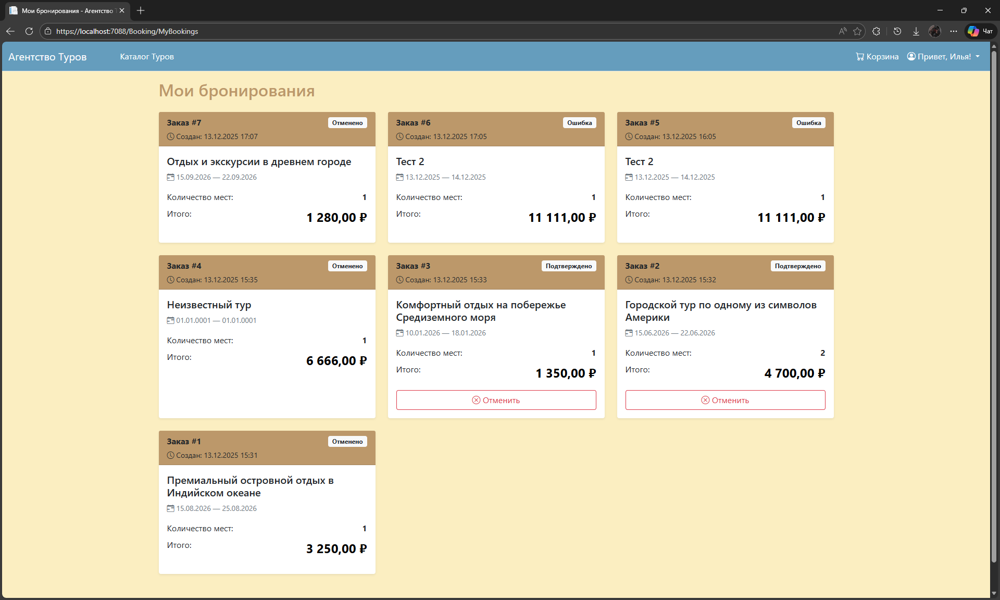 Мои бронирования - Агентство
https://localhost:7088/Booking/MyBookings
Чат
Агентство Туров
Каталог Туров
Корзина
Привет, Илья!
Мои бронирования
Заказ #7
Отменено
Создан: 13.12.2025 17:07
Отдых и экскурсии в древнем городе
15.09.2026 — 22.09.2026
Количество мест: 1
Итого: 1 280,00 ₽
Заказ #6
Ошибка
Создан: 13.12.2025 17:05
Тест 2
13.12.2025 — 14.12.2025
Количество мест: 1
Итого: 11 111,00 ₽
Заказ #5
Ошибка
Создан: 13.12.2025 16:05
Тест 2
13.12.2025 — 14.12.2025
Количество мест: 1
Итого: 11 111,00 ₽
Заказ #4
Отменено
Создан: 13.12.2025 15:35
Неизвестный тур
01.01.0001 — 01.01.0001
Количество мест: 1
Итого: 6 666,00 ₽
Заказ #3
Подтверждено
Создан: 13.12.2025 15:33
Комфортный отдых на побережье
Средиземного моря
10.01.2026 — 18.01.2026
Количество мест: 1
Итого: 1 350,00 ₽
Отменить
Заказ #2
Подтверждено
Создан: 13.12.2025 15:32
Городской тур по одному из символов
Америки
15.06.2026 — 22.06.2026
Количество мест: 2
Итого: 4 700,00 ₽
Отменить
Заказ #1
Отменено
Создан: 13.12.2025 15:31
Премиальный островной отдых в
Индийском океане
15.08.2026 — 25.08.2026
Количество мест: 1
Итого: 3 250,00 ₽